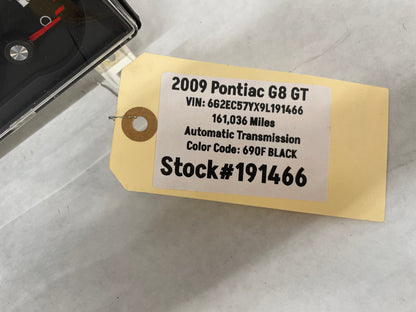 2009 Pontiac G8 GT
VIN: 6G2EC57YX9L191466
161,036 Miles
Automatic Transmission
Color Code: 690F BLACK
Stock#191466